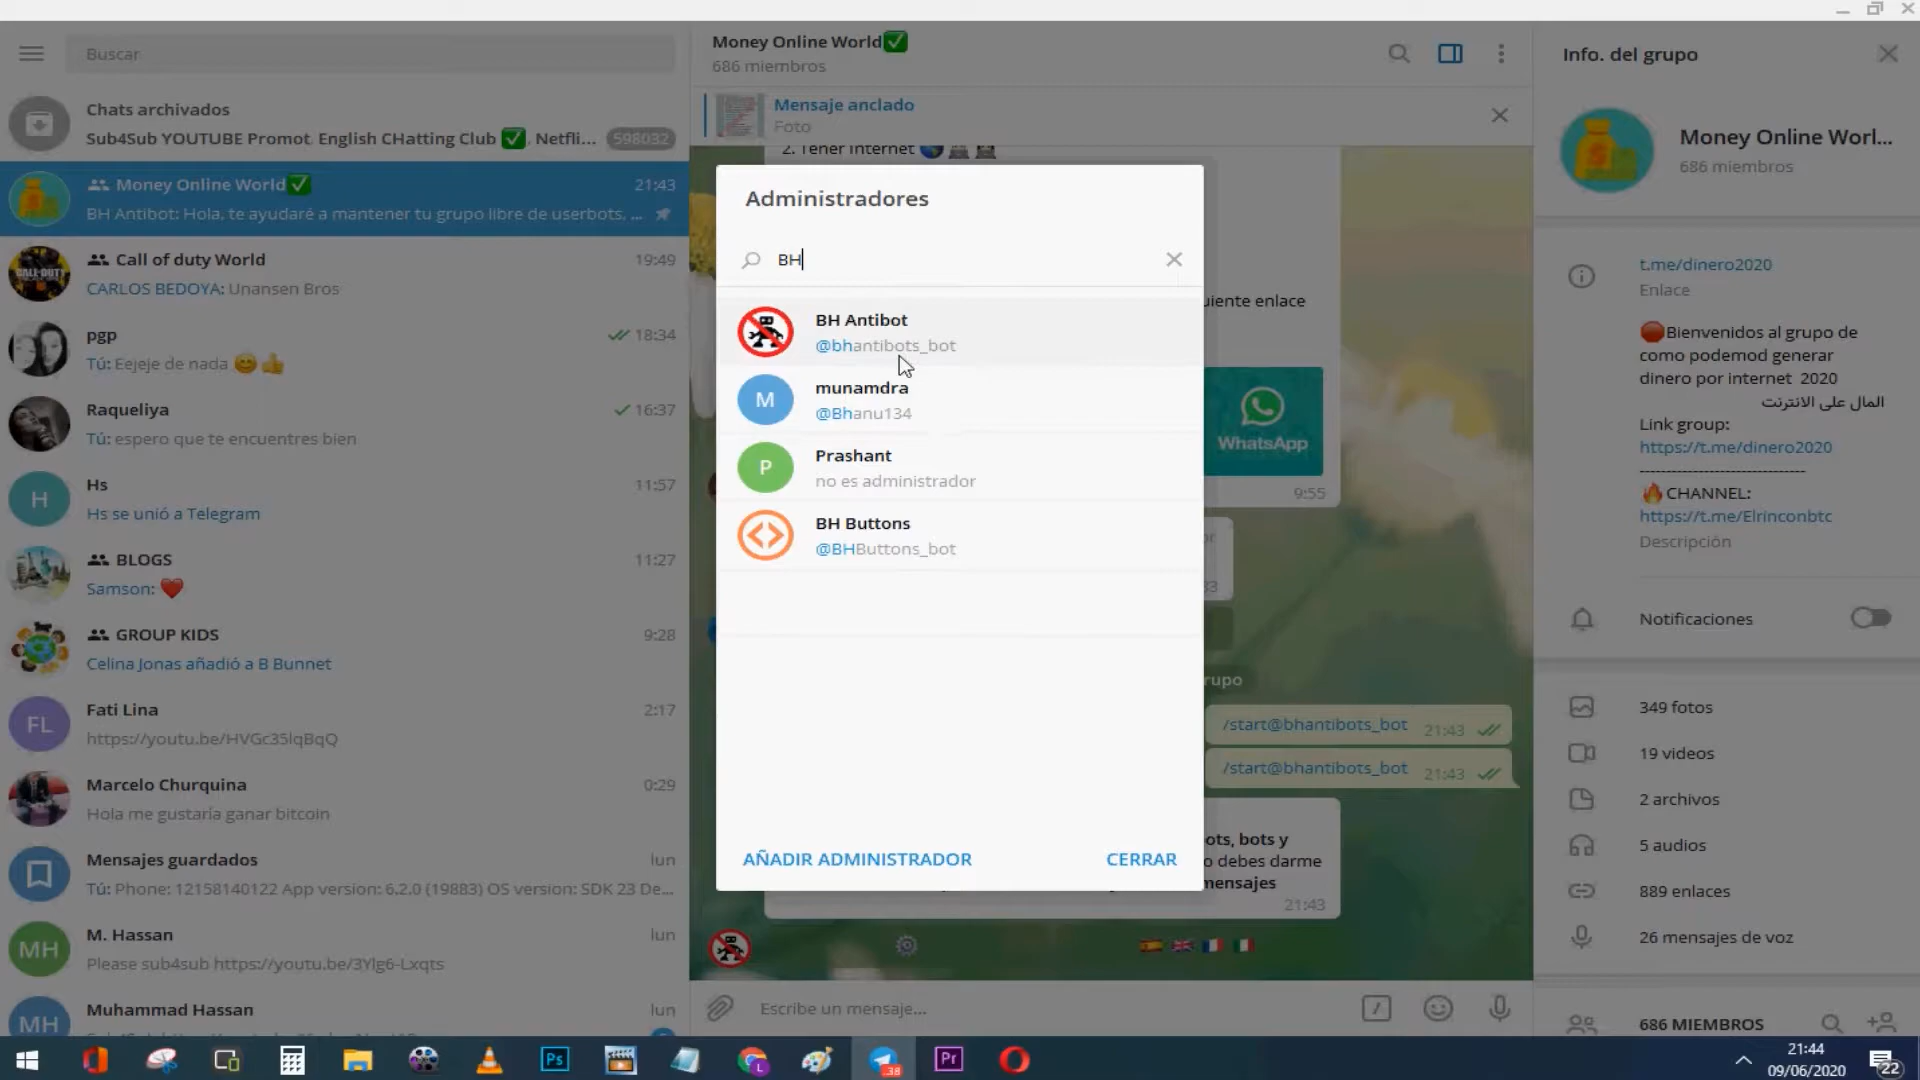 Buscar
Chats archivados
Sub4Sub YOUTUBE Promot, English CHatting Club ✅, Netfli... 598032
Money Online World✅ 21:43
BH Antibot: Hola, te ayudaré a mantener tu grupo libre de userbots, ...
Call of duty World 19:49
CARLOS BEDOYA: Unansen Bros
pgp 18:34
Tú: Eejeje de nada 😊👍
Raqueliya 16:37
Tú: espero que te encuentres bien
H
Hs 11:57
Hs se unió a Telegram
BLOGS 11:27
Samson: ❤️
GROUP KIDS 9:28
Celina Jonas añadió a B Bunnet
FL
Fati Lina 2:17
https://youtu.be/HVGc35lqBqQ
Marcelo Churquina 0:29
Hola me gustaría ganar bitcoin
Mensajes guardados lun
Tú: Phone: 12158140122 App version: 6.2.0 (19883) OS version: SDK 23 De...
MH
M. Hassan lun
Please sub4sub https://youtu.be/3Ylg6-Lxqts
MH
Muhammad Hassan lun
Money Online World✅
686 miembros
Mensaje anclado
Foto
2. Tener Internet
Administradores
BH
BH Antibot
@bhantibots_bot
M
munamdra
@Bhanu134
P
Prashant
no es administrador
BH Buttons
@BHButtons_bot
AÑADIR ADMINISTRADOR
CERRAR
uiente enlace
WhatsApp
9:55
or
33
rupo
/start@bhantibots_bot 21:43
/start@bhantibots_bot 21:43
ots, bots y
o debes darme
mensajes
21:43
Escribe un mensaje...
Info. del grupo
Money Online Worl...
686 miembros
t.me/dinero2020
Enlace
🛑Bienvenidos al grupo de
como podemod generar
dinero por internet 2020
المال على الانترنت
Link group:
https://t.me/dinero2020
------------------------------
🔥CHANNEL:
https://t.me/Elrinconbtc
Descripción
Notificaciones
349 fotos
19 videos
2 archivos
5 audios
889 enlaces
26 mensajes de voz
686 MIEMBROS
Ps
L
.38
Pr
21:44
09/06/2020
22